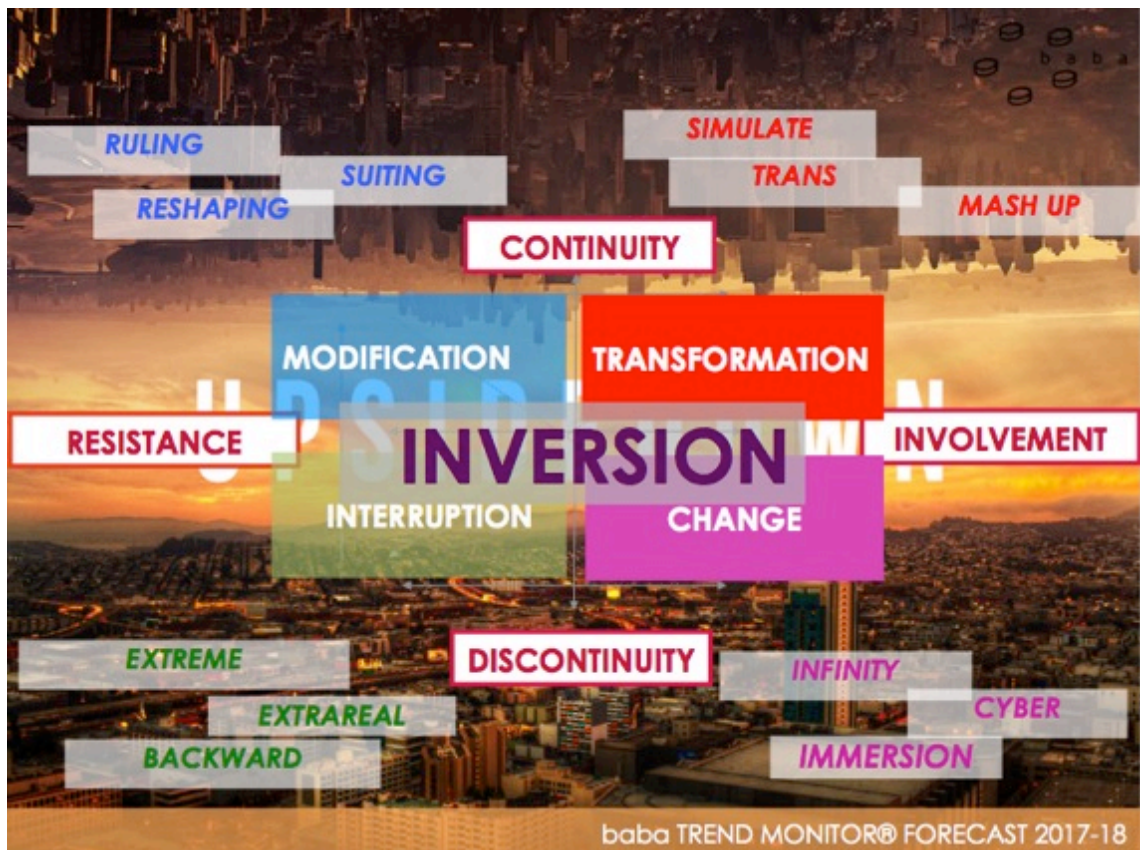 baba
RULING
SUITING
RESHAPING
SIMULATE
TRANS
MASH UP
CONTINUITY
MODIFICATION
TRANSFORMATION
RESISTANCE
INVERSION
INVOLVEMENT
INTERRUPTION
CHANGE
DISCONTINUITY
EXTREME
EXTRAREAL
BACKWARD
INFINITY
CYBER
IMMERSION
baba TREND MONITOR® FORECAST 2017-18